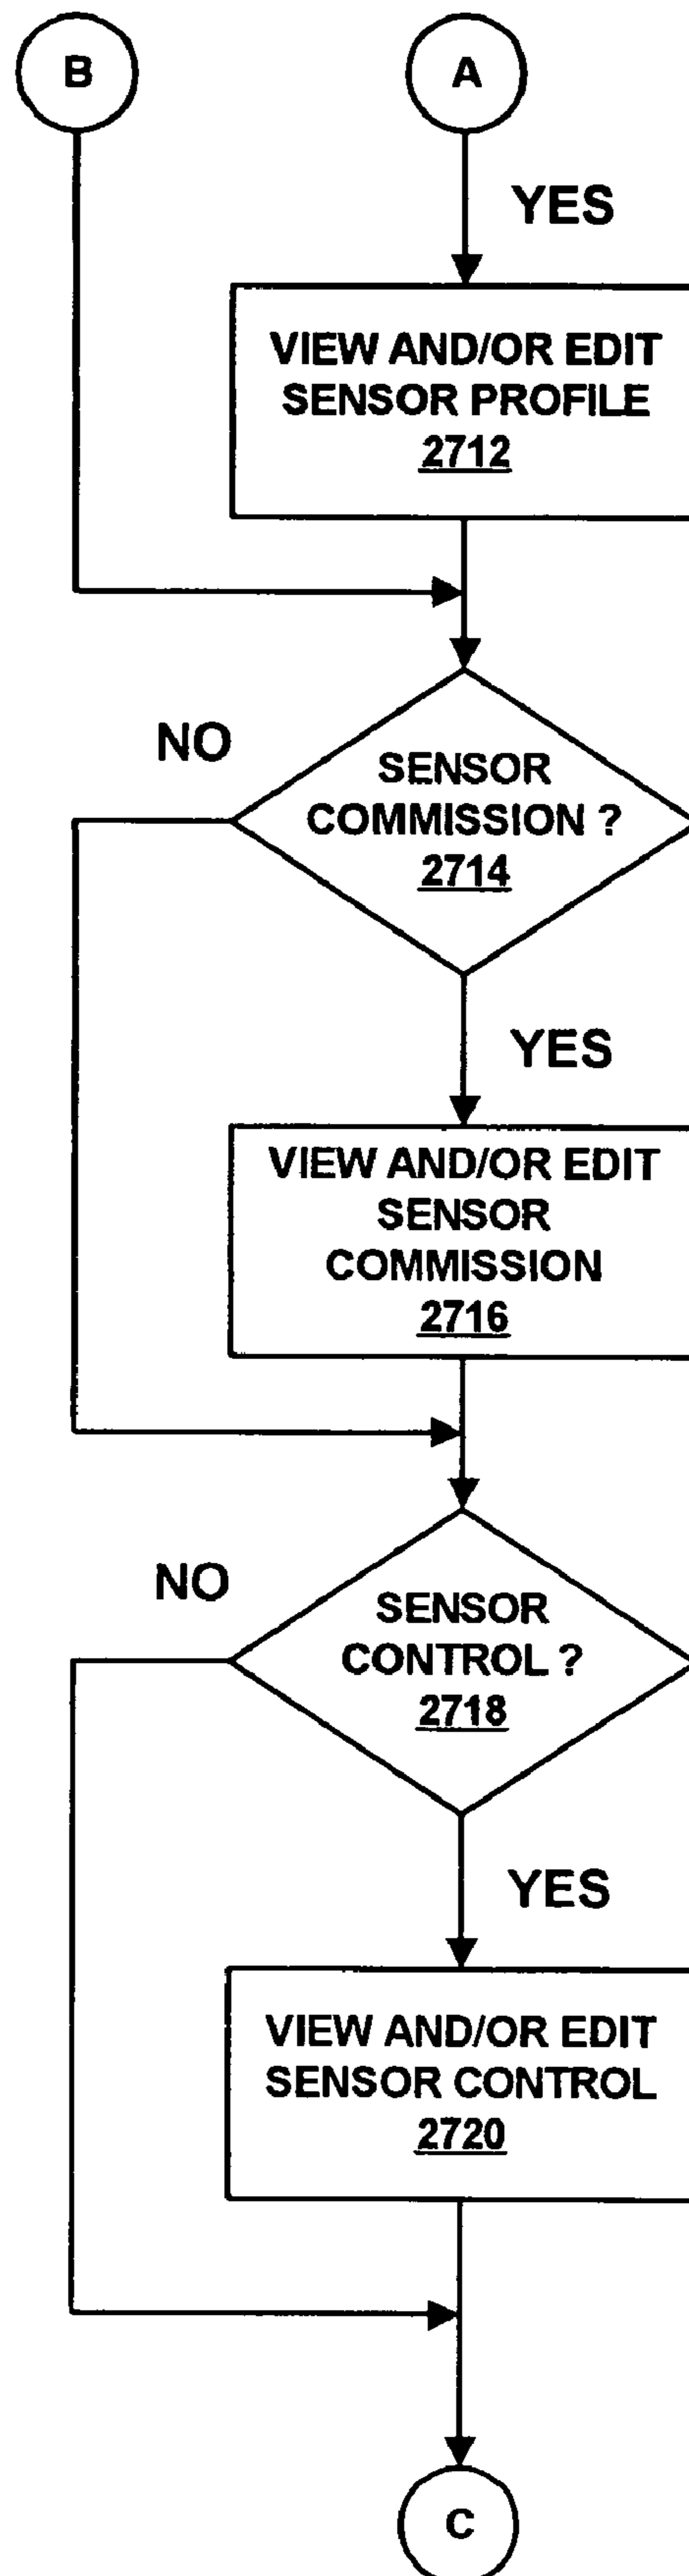 B
A
YES
VIEW AND/OR EDIT
SENSOR PROFILE
2712
NO
SENSOR
COMMISSION ?
2714
YES
VIEW AND/OR EDIT
SENSOR
COMMISSION
2716
NO
SENSOR
CONTROL ?
2718
YES
VIEW AND/OR EDIT
SENSOR CONTROL
2720
C